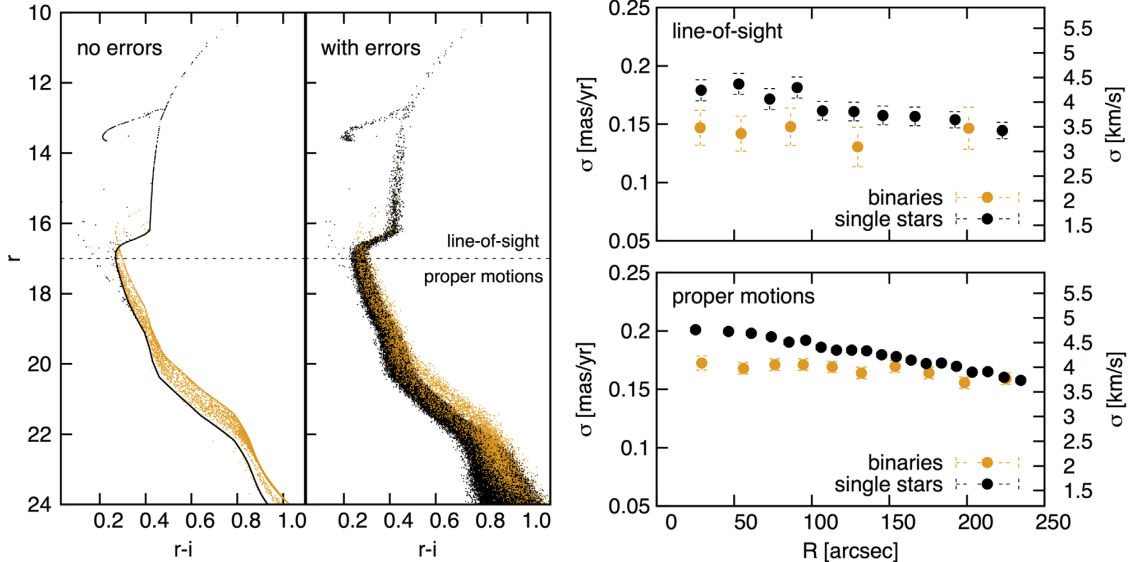 no errors
with errors
10
12
14
16
18
20
22
24
r
line-of-sight
proper motions
0.2 0.4 0.6 0.8 1.0
0.2 0.4 0.6 0.8 1.0
r-i
r-i
line-of-sight
0.25
0.2
0.15
0.1
0.05
σ [mas/yr]
5.5
5
4.5
4
3.5
3
2.5
2
1.5
σ [km/s]
binaries
single stars
proper motions
0.25
0.2
0.15
0.1
0.05
σ [mas/yr]
5.5
5
4.5
4
3.5
3
2.5
2
1.5
σ [km/s]
binaries
single stars
0 50 100 150 200 250
R [arcsec]